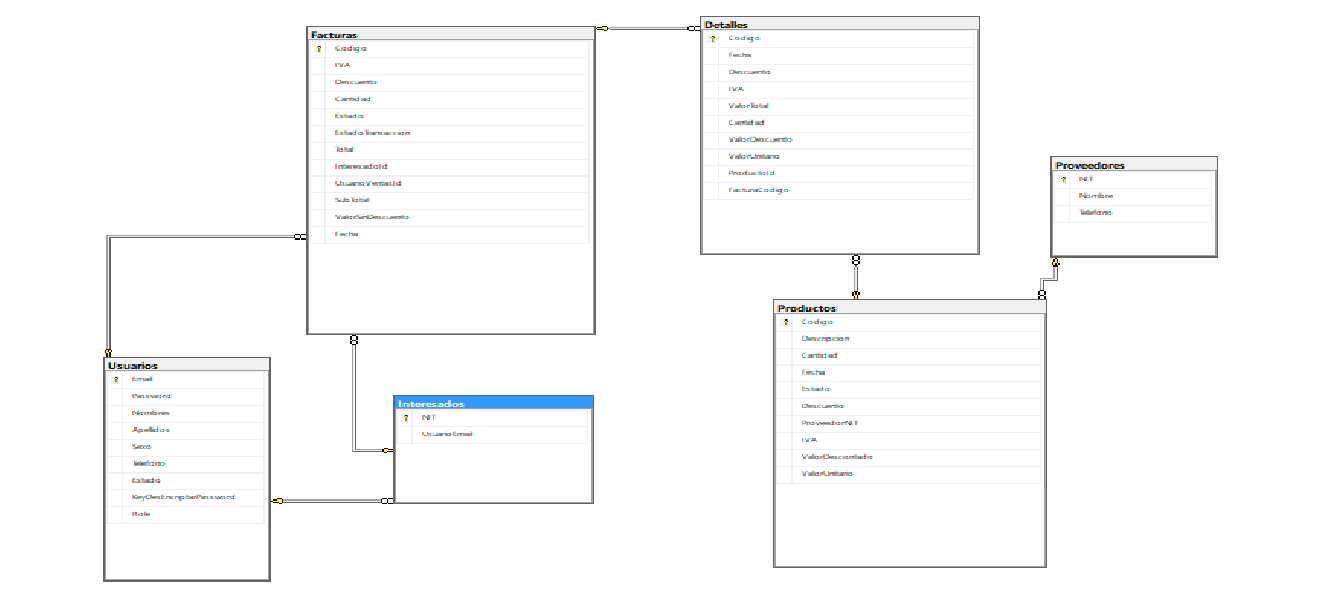 Facturas
Codigo
IVA
Descuento
Cantidad
Estado
EstadoTransaccion
Total
InteresadoId
UsuarioVentasId
SubTotal
ValorSinDescuento
Fecha
Detalles
Codigo
Fecha
Descuento
IVA
ValorTotal
Cantidad
ValorDescuento
ValorUnitario
ProductoId
FacturaCodigo
Proveedores
NIT
Nombre
Telefono
Usuarios
Email
Password
Nombres
Apellidos
Sexo
Telefono
Estado
KeyDesEncriptarPassword
Role
Interesados
NIT
UsuarioEmail
Productos
Codigo
Descripcion
Cantidad
Fecha
Estado
Descuento
ProveedorNIT
IVA
ValorDescontado
ValorUnitario